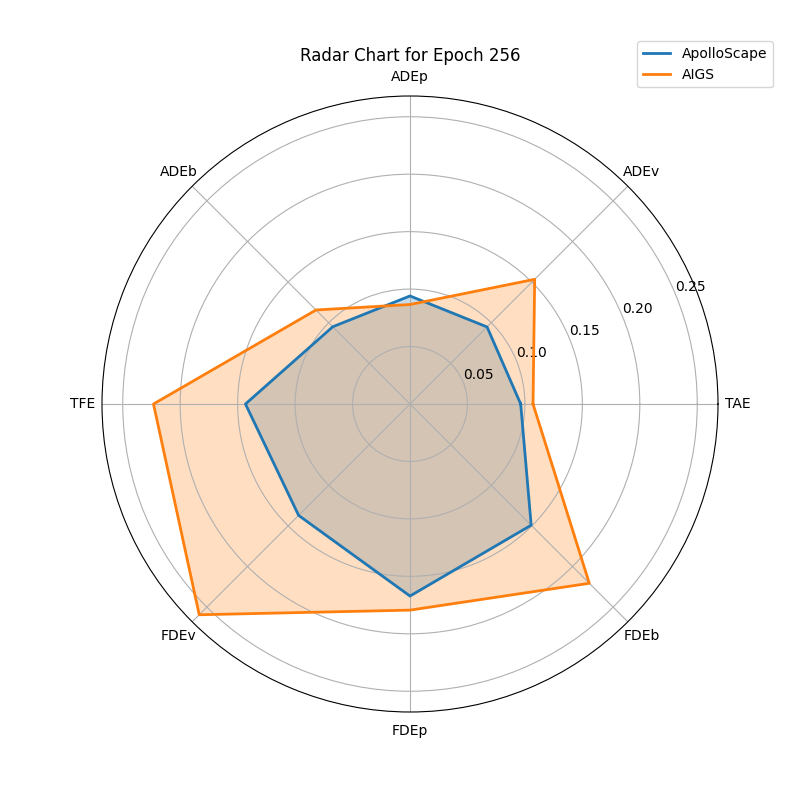 Radar Chart for Epoch 256
ApolloScape
AIGS
ADEp
ADEb
ADEv
0.25
0.20
0.15
0.10
0.05
TFE
TAE
FDEv
FDEb
FDEp